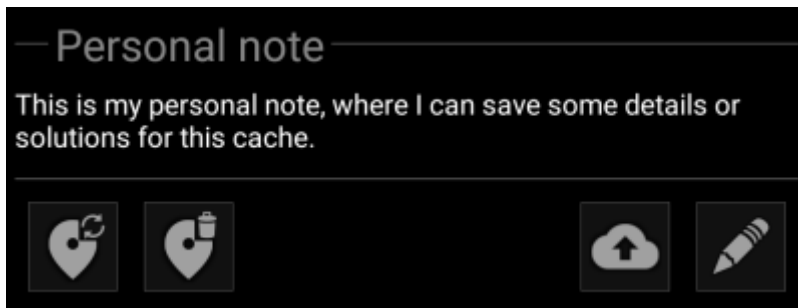 Personal note
This is my personal note, where I can save some details or
solutions for this cache.